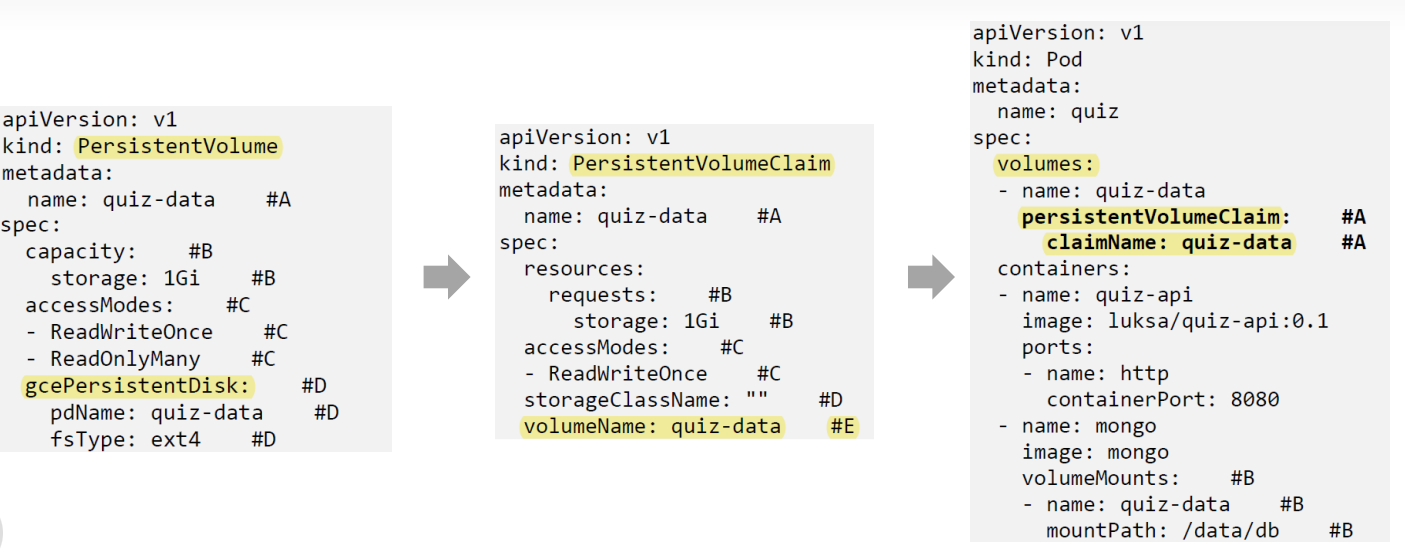 apiVersion: v1
kind: PersistentVolume
metadata:
  name: quiz-data    #A
spec:
  capacity:    #B
    storage: 1Gi    #B
  accessModes:    #C
  - ReadWriteOnce    #C
  - ReadOnlyMany    #C
  gcePersistentDisk:    #D
    pdName: quiz-data    #D
    fsType: ext4    #D
apiVersion: v1
kind: PersistentVolumeClaim
metadata:
  name: quiz-data    #A
spec:
  resources:
    requests:    #B
      storage: 1Gi    #B
  accessModes:    #C
  - ReadWriteOnce    #C
  storageClassName: ""    #D
  volumeName: quiz-data    #E
apiVersion: v1
kind: Pod
metadata:
  name: quiz
spec:
  volumes:
  - name: quiz-data
    persistentVolumeClaim:    #A
      claimName: quiz-data    #A
  containers:
  - name: quiz-api
    image: luksa/quiz-api:0.1
    ports:
    - name: http
      containerPort: 8080
  - name: mongo
    image: mongo
    volumeMounts:    #B
    - name: quiz-data    #B
      mountPath: /data/db    #B